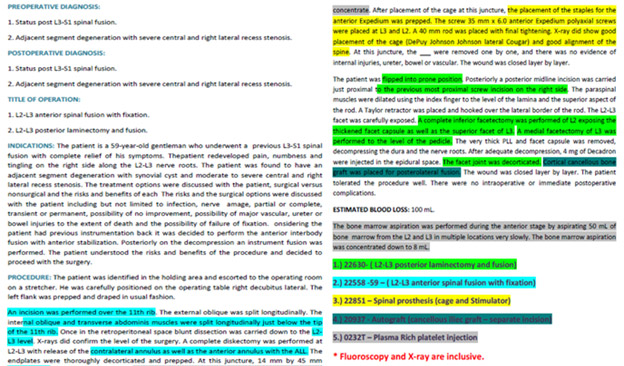 PREOPERATIVE DIAGNOSIS:
1. Status post L3-S1 spinal fusion.
2. Adjacent segment degeneration with severe central and right lateral recess stenosis.
POSTOPERATIVE DIAGNOSIS:
1. Status post L3-S1 spinal fusion.
2. Adjacent segment degeneration with severe central and right lateral recess stenosis.
TITLE OF OPERATION:
1. L2-L3 anterior spinal fusion with fixation.
2. L2-L3 posterior laminectomy and fusion.
INDICATIONS: The patient is a 59-year-old gentleman who underwent a previous L3-S1 spinal
fusion with complete relief of his symptoms. Thepatient redeveloped pain, numbness and
tingling on the right side along the L2-L3 nerve roots. The patient was found to have an
adjacent segment degeneration with synovial cyst and moderate to severe central and right
lateral recess stenosis. The treatment options were discussed with the patient, surgical versus
nonsurgical and the risks and benefits of each. The risks and the surgical options were discussed
with the patient including but not limited to infection, nerve amage, partial or complete,
transient or permanent, possibility of no improvement, possibility of major vascular, ureter or
bowel injuries to the extent of death and the possibility of failure of fixation. onsidering the
patient had previous instrumentation back it was decided to perform the anterior interbody
fusion with anterior stabilization. Posteriorly on the decompression an instrument fusion was
performed. The patient understood the risks and benefits of the procedure and decided to
proceed with the surgery.
PROCEDURE: The patient was identified in the holding area and escorted to the operating room
on a stretcher. He was carefully positioned on the operating table right decubitus lateral. The
left flank was prepped and draped in usual fashion.
An incision was performed over the 11th rib. The external oblique was split longitudinally. The
internal oblique and transverse abdominis muscles were split longitudinally just below the tip
of the 11th rib. Once in the retroperitoneal space blunt dissection was carried down to the L2-
L3 level. X-rays did confirm the level of the surgery. A complete diskectomy was performed at
L2-L3 with release of the contralateral annulus as well as the anterior annulus with the ALL. The
endplates were thoroughly decorticated and prepped. At this juncture, 14 mm by 45 mm
concentrate. After placement of the cage at this juncture, the placement of the staples for the
anterior Expedium was prepped. The screw 35 mm x 6.0 anterior Expedium polyaxial screws
were placed at L3 and L2. A 40 mm rod was placed with final tightening. X-ray did show good
placement of the cage (DePuy Johnson Johnson lateral Cougar) and good alignment of the
spine. At this juncture, the ___ were removed one by one, and there was no evidence of
internal injuries, ureter, bowel or vascular. The wound was closed layer by layer.
The patient was flipped into prone position. Posteriorly a posterior midline incision was carried
just proximal to the previous most proximal screw incision on the right side. The paraspinal
muscles were dilated using the index finger to the level of the lamina and the superior aspect of
the rod. A Taylor retractor was placed and hooked over the lateral border of the rod. The L2-L3
facet was carefully exposed. A complete inferior facetectomy was performed of L2 exposing
the thickened facet capsule as well as the superior facet of L3. A medial facetectomy of L3 was
performed to the level of the pedicle. The very thick PLL and facet capsule was removed,
decompressing the dura and the nerve roots. After adequate decompression, 4 mg of Decadron
were injected in the epidural space. The facet joint was decorticated. Cortical cancellous bone
graft was placed for posterolateral fusion. The wound was closed layer by layer. The patient
tolerated the procedure well. There were no intraoperative or immediate postoperative
complications.
ESTIMATED BLOOD LOSS: 100 mL.
The bone marrow aspiration was performed during the anterior stage by aspirating 50 mL of
bone marrow from the L2 and L3 in multiple locations very slowly. The bone marrow aspiration
was concentrated down to 8 mL.
1.) 22630- ( L2-L3 posterior laminectomy and fusion)
2.) 22558 -59 – ( L2-L3 anterior spinal fusion with fixation)
3.) 22851 – Spinal prosthesis (cage and Stimulator)
4.) 20937 - Autograft (cancellous iliac graft – separate incision)
5.) 0232T – Plasma Rich platelet injection
* Fluoroscopy and X-ray are inclusive.